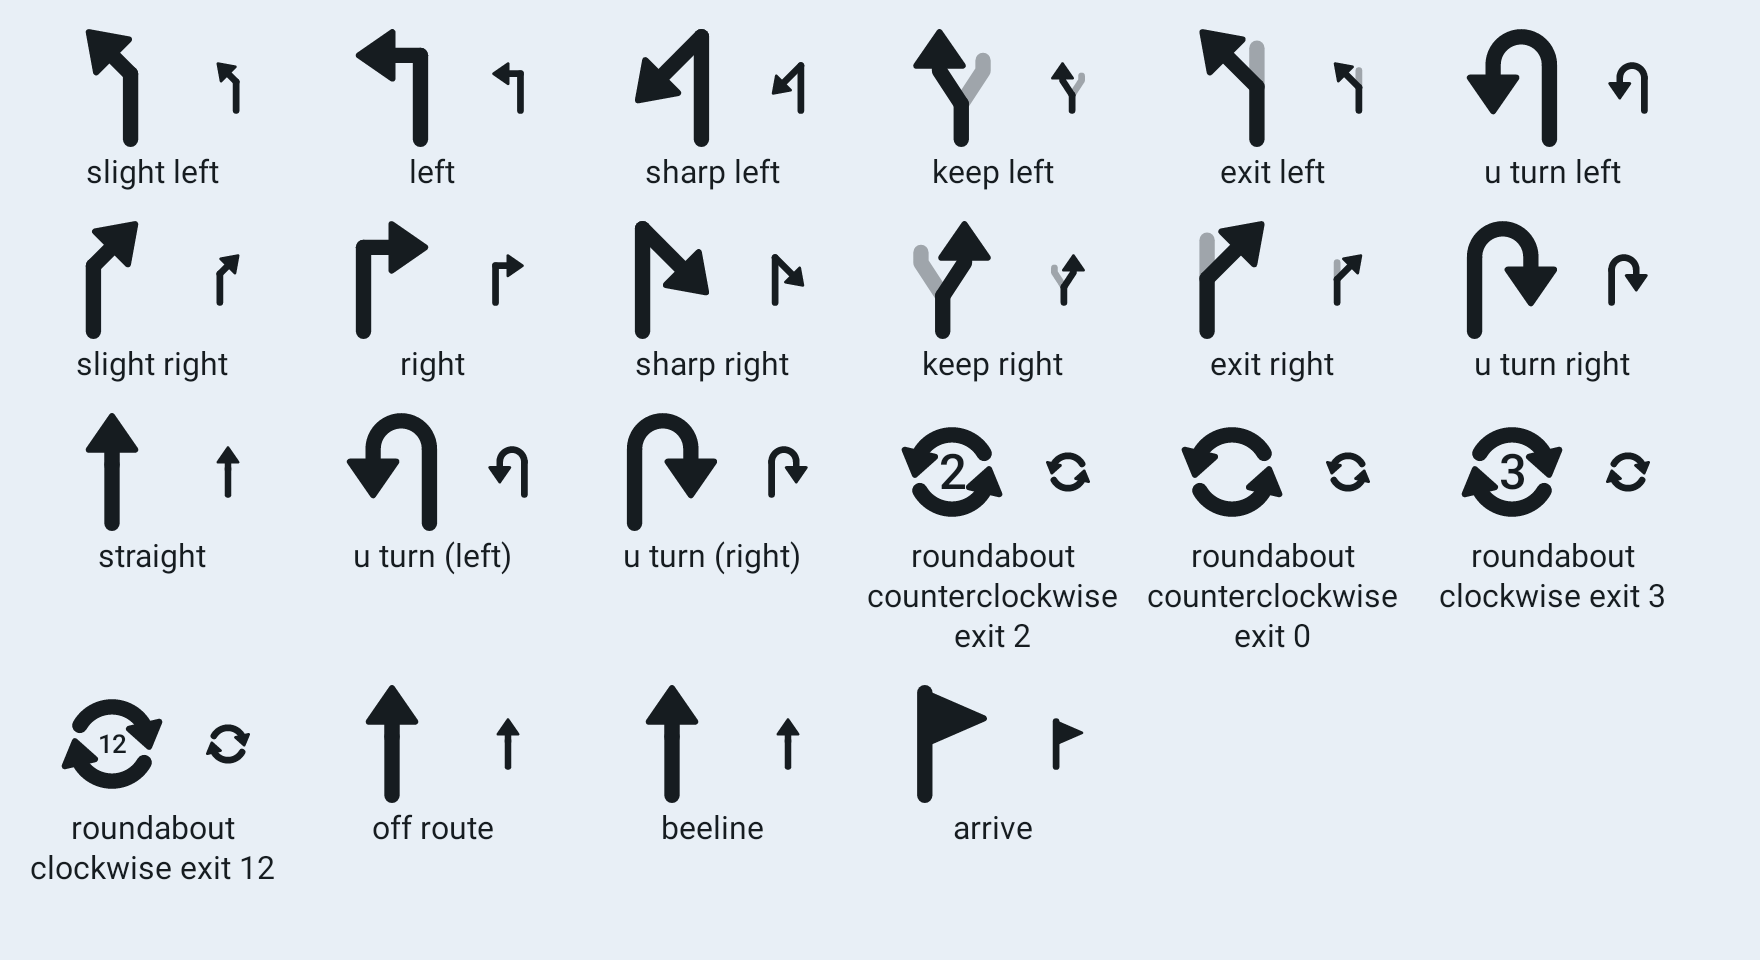 slight left
left
sharp left
keep left
exit left
u turn left
slight right
right
sharp right
keep right
exit right
u turn right
2
3
straight
u turn (left)
u turn (right)
roundabout
counterclockwise
exit 2
roundabout
counterclockwise
exit 0
roundabout
clockwise exit 3
12
roundabout
clockwise exit 12
off route
beeline
arrive